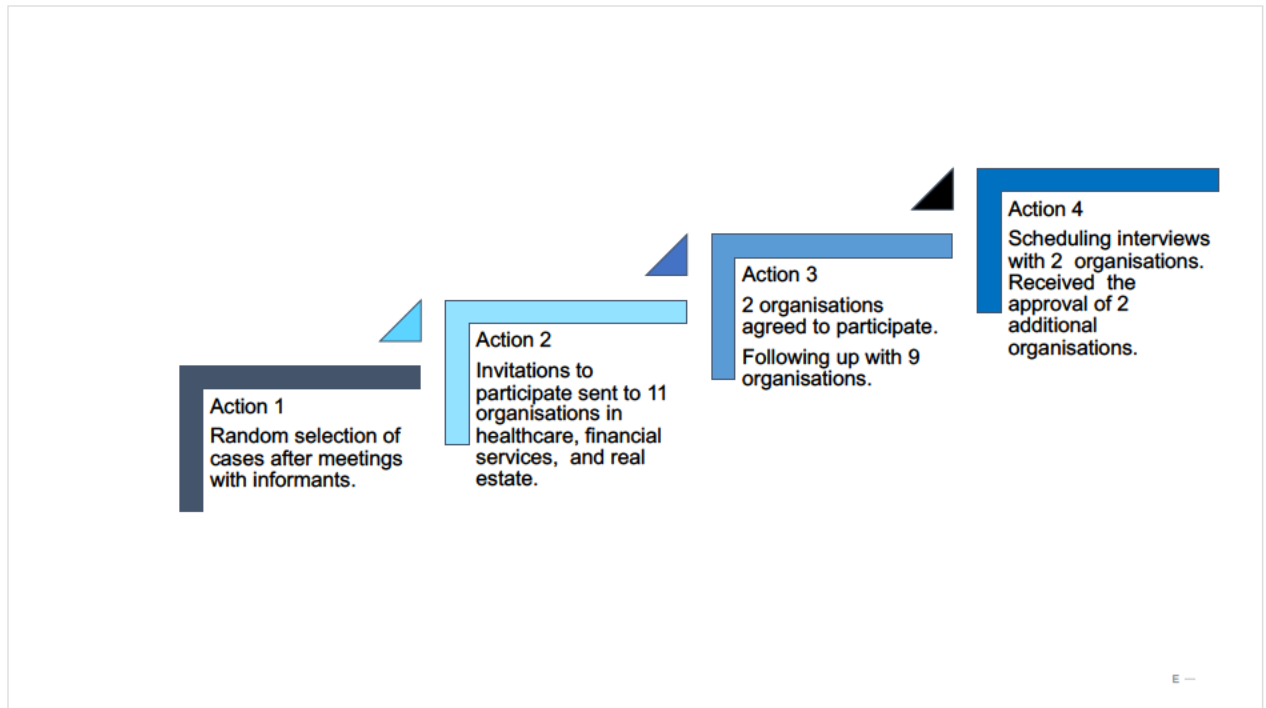 Action 1
Random selection of
cases after meetings
with informants.
Action 2
Invitations to
participate sent to 11
organisations in
healthcare, financial
services, and real
estate.
Action 3
2 organisations
agreed to participate.
Following up with 9
organisations.
Action 4
Scheduling interviews
with 2 organisations.
Received the
approval of 2
additional
organisations.
E —